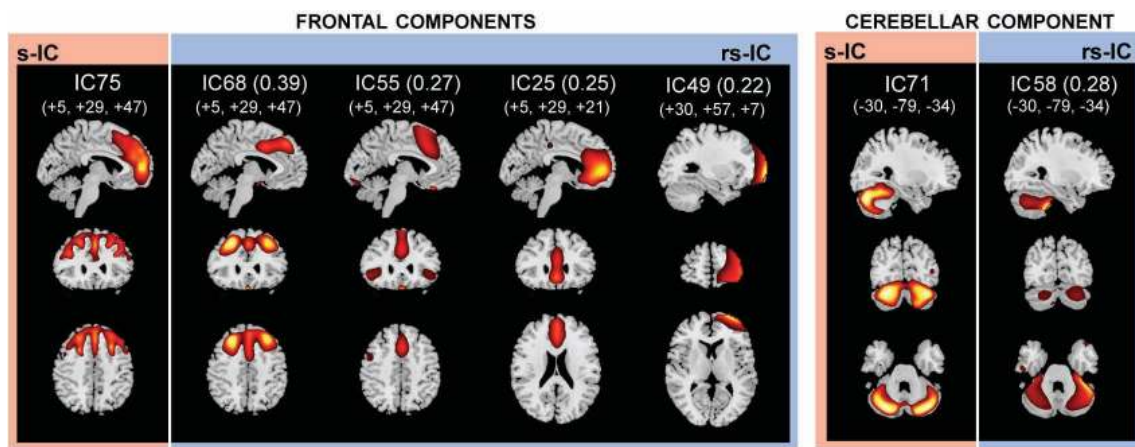 FRONTAL COMPONENTS
s-IC
rs-IC
IC75
IC68 (0.39)
IC55 (0.27)
IC25 (0.25)
IC49 (0.22)
(+5, +29, +47)
(+5, +29, +47)
(+5, +29, +47)
(+5, +29, +21)
(+30, +57, +7)
CEREBELLAR COMPONENT
s-IC
rs-IC
IC71
IC58 (0.28)
(-30, -79, -34)
(-30, -79, -34)